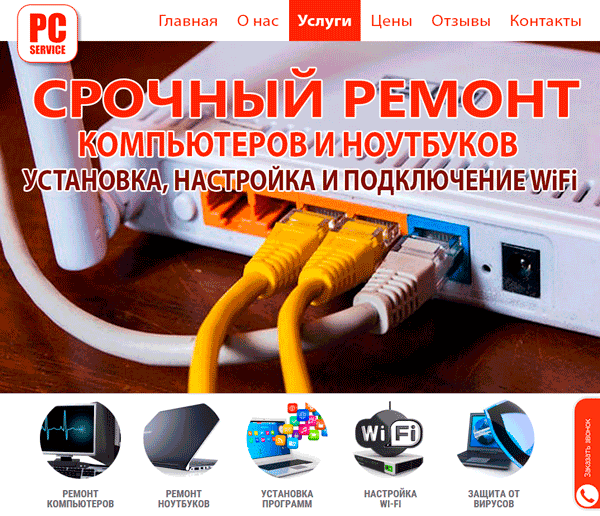 PC
SERVICE
Главная О нас Услуги Цены Отзывы Контакты
СРОЧНЫЙ РЕМОНТ
КОМПЬЮТЕРОВ И НОУТБУКОВ
УСТАНОВКА, НАСТРОЙКА И ПОДКЛЮЧЕНИЕ WiFi
Wi Fi
РЕМОНТ
КОМПЬЮТЕРОВ
РЕМОНТ
НОУТБУКОВ
УСТАНОВКА
ПРОГРАММ
НАСТРОЙКА
WI-FI
ЗАЩИТА ОТ
ВИРУСОВ
Заказать звонок